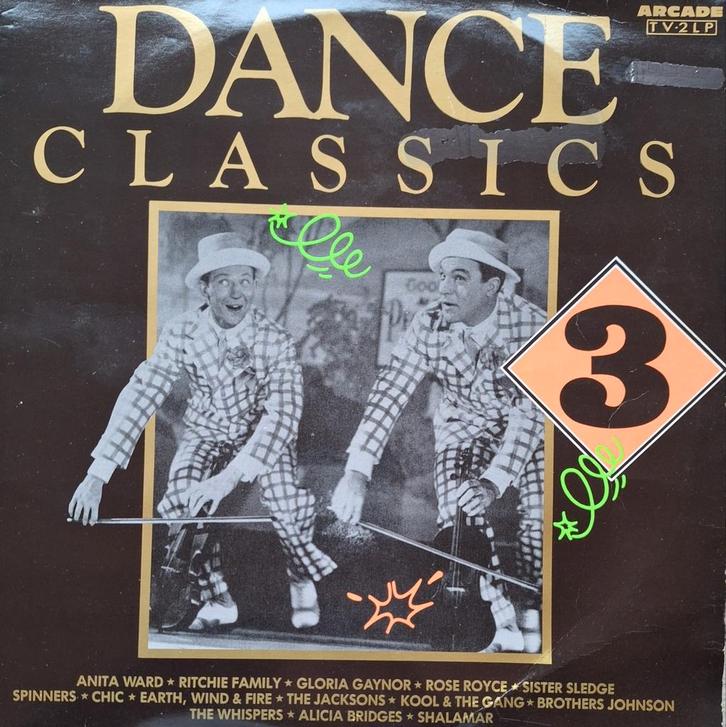 ARCADE
TV·2LP
DANCE
CLASSICS
3
ANITA WARD ★ RITCHIE FAMILY ★ GLORIA GAYNOR ★ ROSE ROYCE ★ SISTER SLEDGE
SPINNERS ★ CHIC ★ EARTH, WIND & FIRE ★ THE JACKSONS ★ KOOL & THE GANG ★ BROTHERS JOHNSON
THE WHISPERS ★ ALICIA BRIDGES ★ SHALAMAR